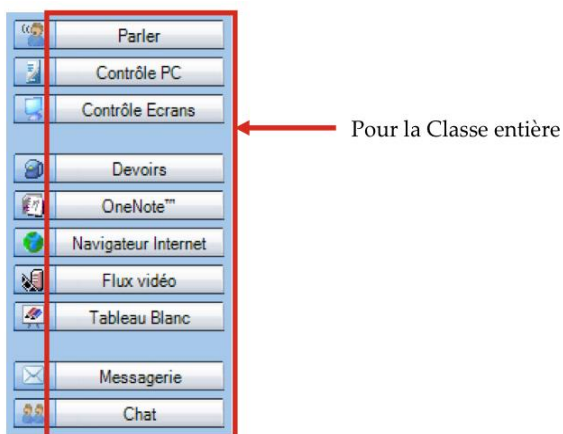 Parler
Contrôle PC
Contrôle Ecrans
Pour la Classe entière
Devoirs
OneNote™
Navigateur Internet
Flux vidéo
Tableau Blanc
Messagerie
Chat